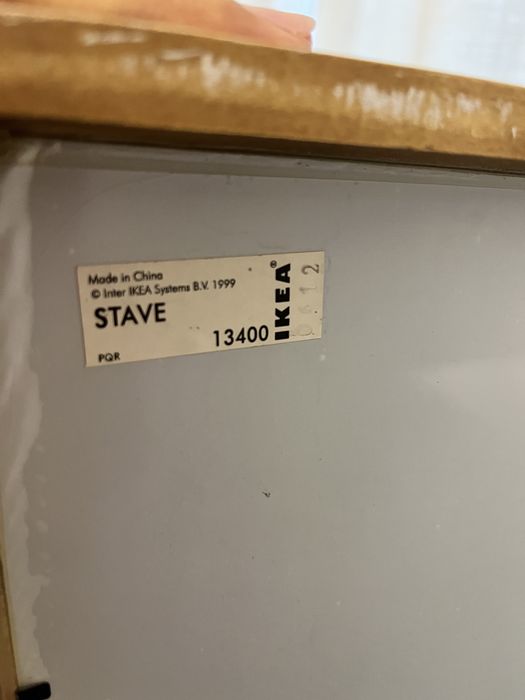 Made in China
© Inter IKEA Systems B.V. 1999
STAVE
13400
PQR
IKEA®